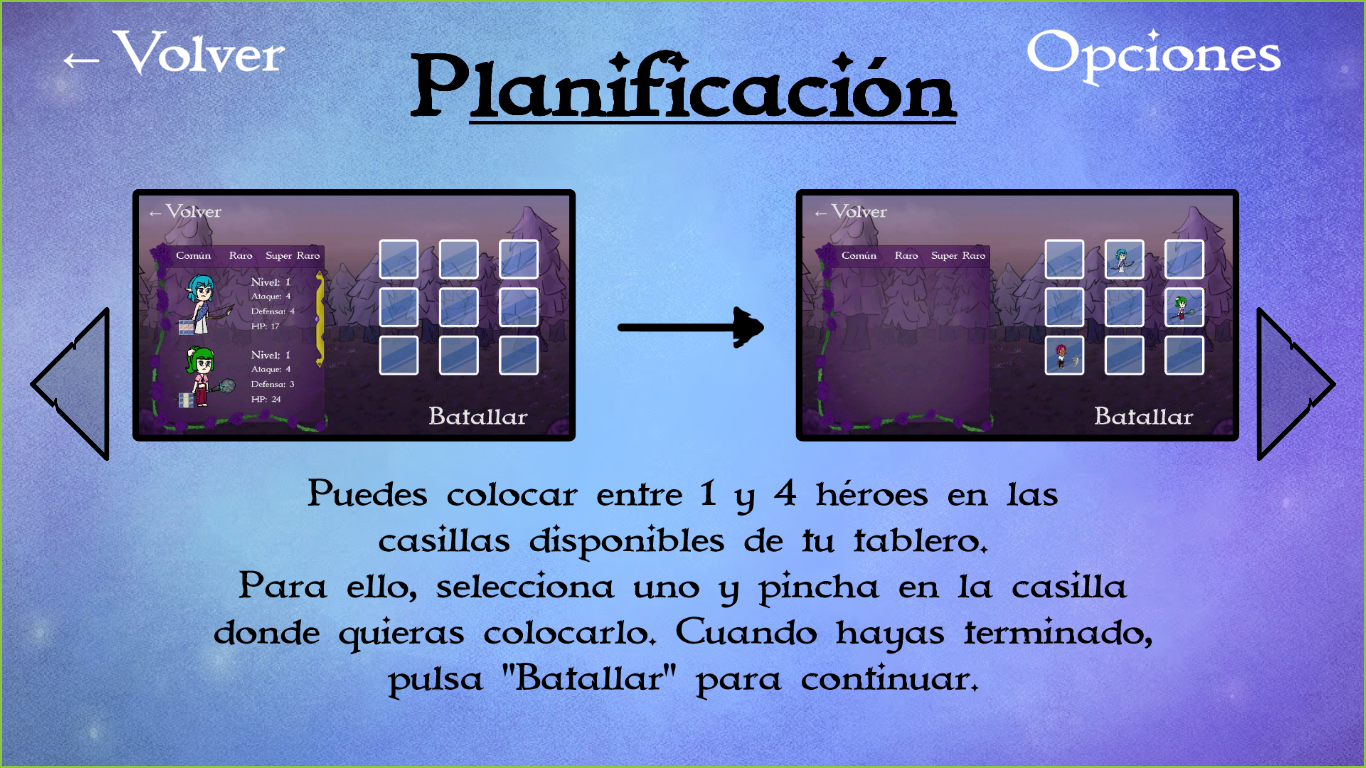 ← Volver
Planificación
Opciones
← Volver
Común Raro Super Raro
Nivel: 1
Ataque: 4
Defensa: 4
HP: 17
Nivel: 1
Ataque: 4
Defensa: 3
HP: 24
Batallar
← Volver
Común Raro Super Raro
Batallar
Puedes colocar entre 1 y 4 héroes en las
casillas disponibles de tu tablero.
Para ello, selecciona uno y pincha en la casilla
donde quieras colocarlo. Cuando hayas terminado,
pulsa "Batallar" para continuar.